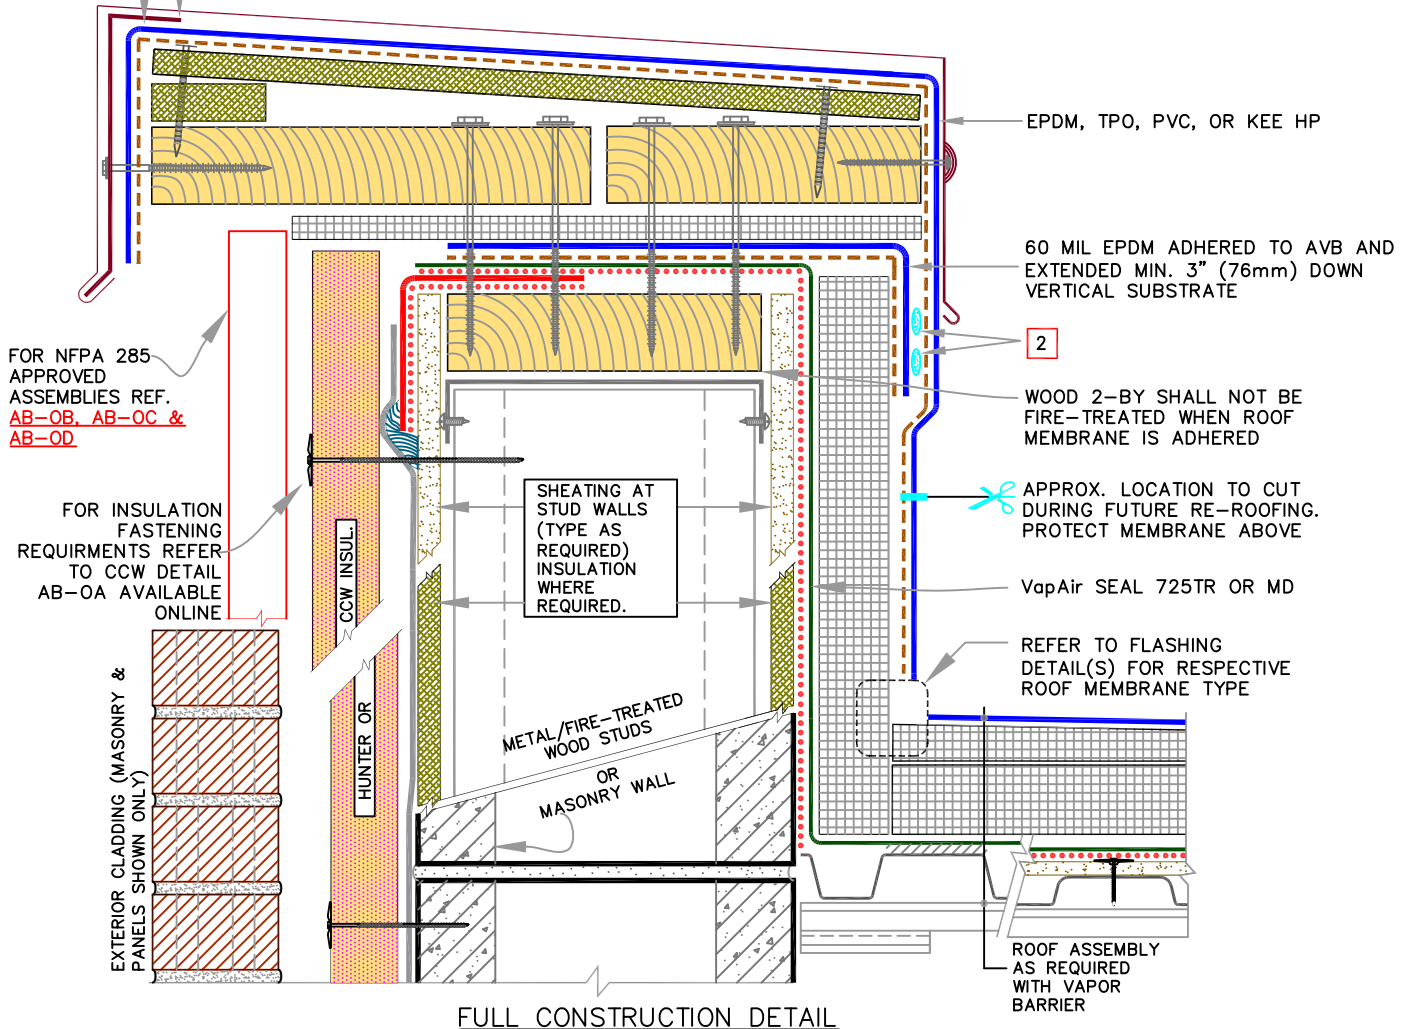 EPDM, TPO, PVC, OR KEE HP
60 MIL EPDM ADHERED TO AVB AND
EXTENDED MIN. 3” (76mm) DOWN
VERTICAL SUBSTRATE
2
WOOD 2-BY SHALL NOT BE
FIRE-TREATED WHEN ROOF
MEMBRANE IS ADHERED
APPROX. LOCATION TO CUT
DURING FUTURE RE-ROOFING.
PROTECT MEMBRANE ABOVE
VapAir SEAL 725TR OR MD
REFER TO FLASHING
DETAIL(S) FOR RESPECTIVE
ROOF MEMBRANE TYPE
ROOF ASSEMBLY
AS REQUIRED
WITH VAPOR
BARRIER
FOR NFPA 285
APPROVED
ASSEMBLIES REF.
AB-OB, AB-OC &
AB-OD
FOR INSULATION
FASTENING
REQUIRMENTS REFER
TO CCW DETAIL
AB-OA AVAILABLE
ONLINE
EXTERIOR CLADDING (MASONRY &
PANELS SHOWN ONLY)
HUNTER OR
CCW INSUL.
SHEATING AT
STUD WALLS
(TYPE AS
REQUIRED)
INSULATION
WHERE
REQUIRED.
METAL/FIRE-TREATED
WOOD STUDS
OR
MASONRY WALL
FULL CONSTRUCTION DETAIL